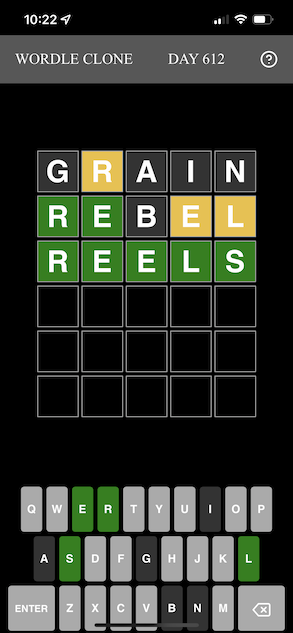 10:22
WORDLE CLONE DAY 612 ?
G R A I N
R E B E L
R E E L S
Q W E R T Y U I O P
A S D F G H J K L
ENTER Z X C V B N M